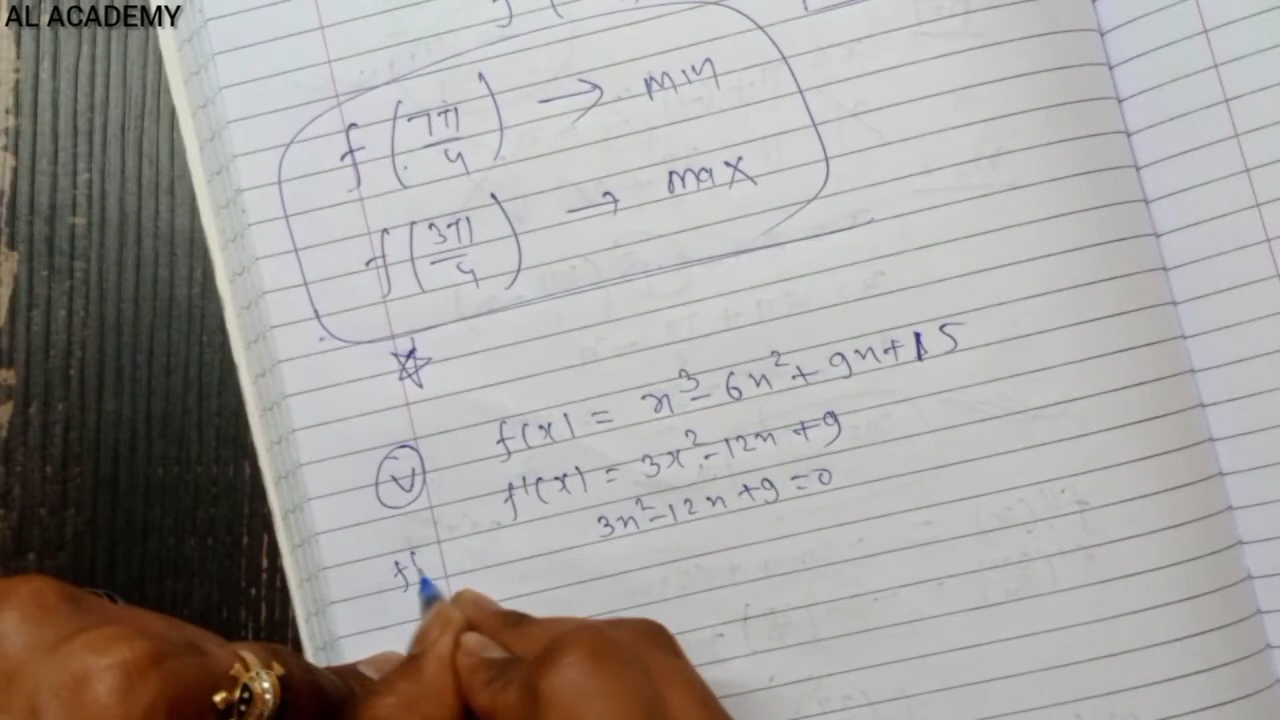 AL ACADEMY
f(7π/4) → min
f(3π/4) → max
(v) f(x) = x³ - 6x² + 9x + 15
f'(x) = 3x² - 12x + 9
3x² - 12x + 9 = 0